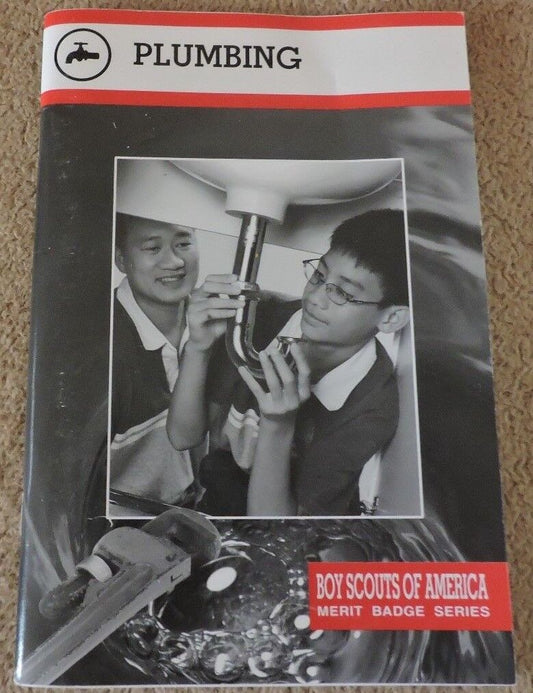 PLUMBING
BOY SCOUTS OF AMERICA
MERIT BADGE SERIES